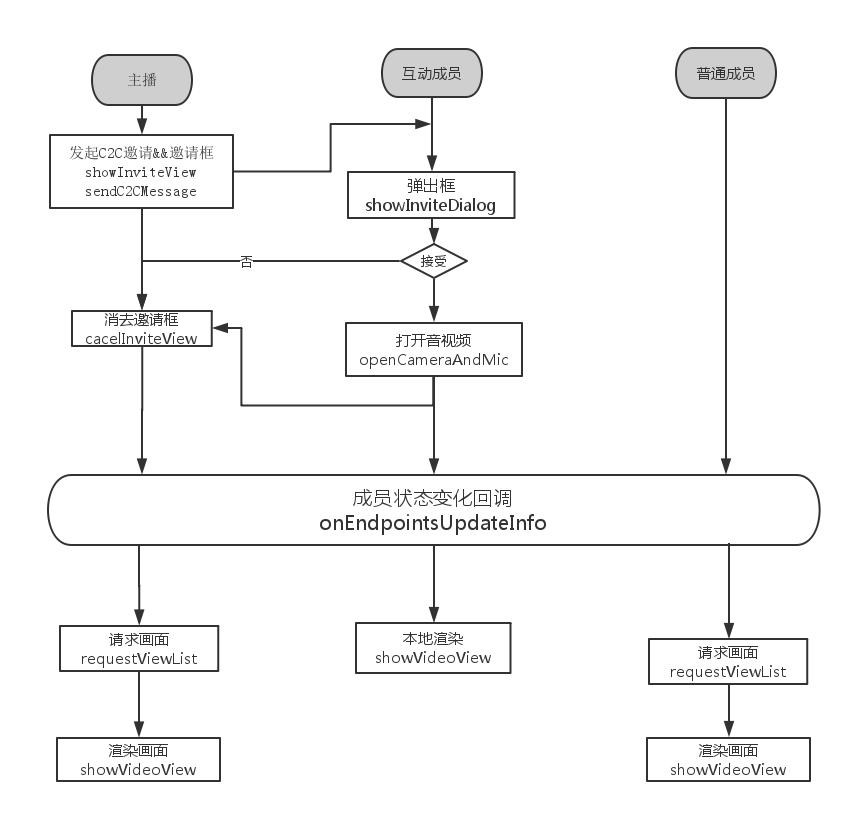 主播
互动成员
普通成员
发起C2C邀请&&邀请框
showInviteView
sendC2CMessage
弹出框
showInviteDialog
否
接受
消去邀请框
cacelInviteView
打开音视频
openCameraAndMic
成员状态变化回调
onEndpointsUpdateInfo
请求画面
requestViewList
本地渲染
showVideoView
请求画面
requestViewList
渲染画面
showVideoView
渲染画面
showVideoView